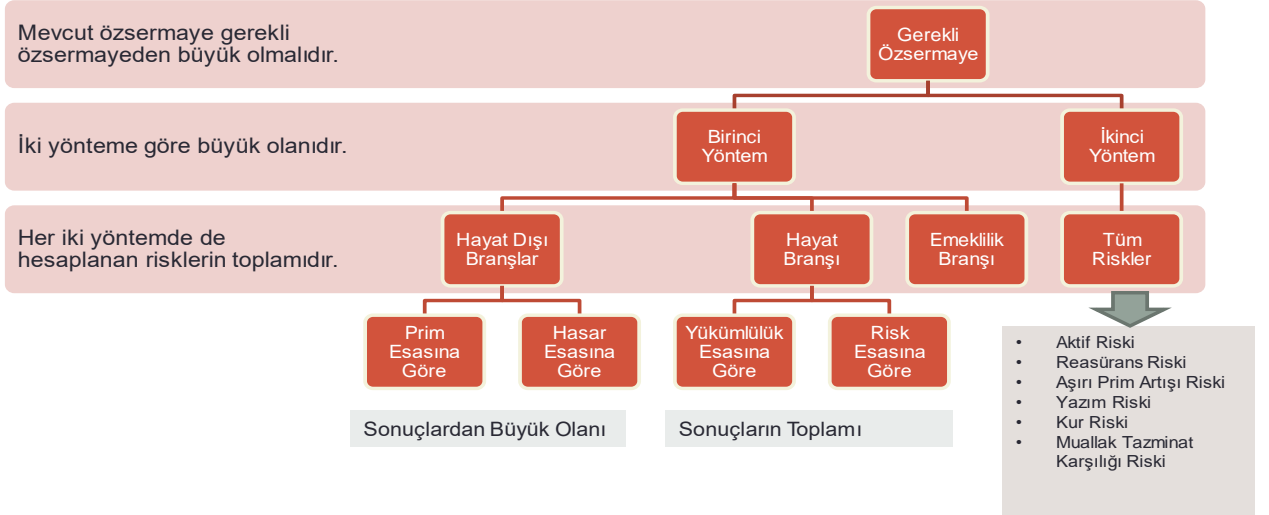 Mevcut özsermaye gerekli
özsermayeden büyük olmalıdır.
Gerekli
Özsermaye
İki yönteme göre büyük olanıdır.
Birinci
Yöntem
İkinci
Yöntem
Her iki yöntemde de
hesaplanan risklerin toplamıdır.
Hayat Dışı
Branşlar
Hayat
Branşı
Emeklilik
Branşı
Tüm
Riskler
Prim
Esasına
Göre
Hasar
Esasına
Göre
Yükümlülük
Esasına
Göre
Risk
Esasına
Göre
Sonuçlardan Büyük Olanı
Sonuçların Toplamı
• Aktif Riski
• Reasürans Riski
• Aşırı Prim Artışı Riski
• Yazım Riski
• Kur Riski
• Muallak Tazminat
Karşılığı Riski